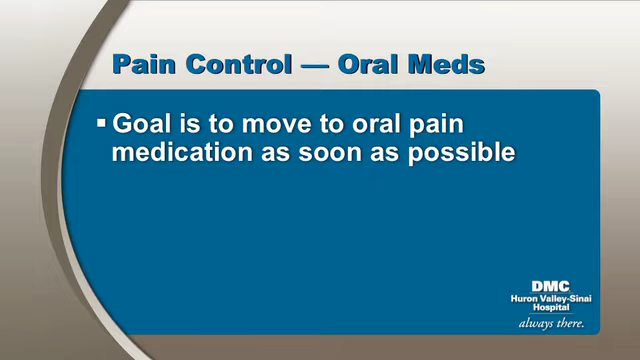 Pain Control — Oral Meds
▪ Goal is to move to oral pain
medication as soon as possible
DMC
Huron Valley-Sinai
Hospital
always there.